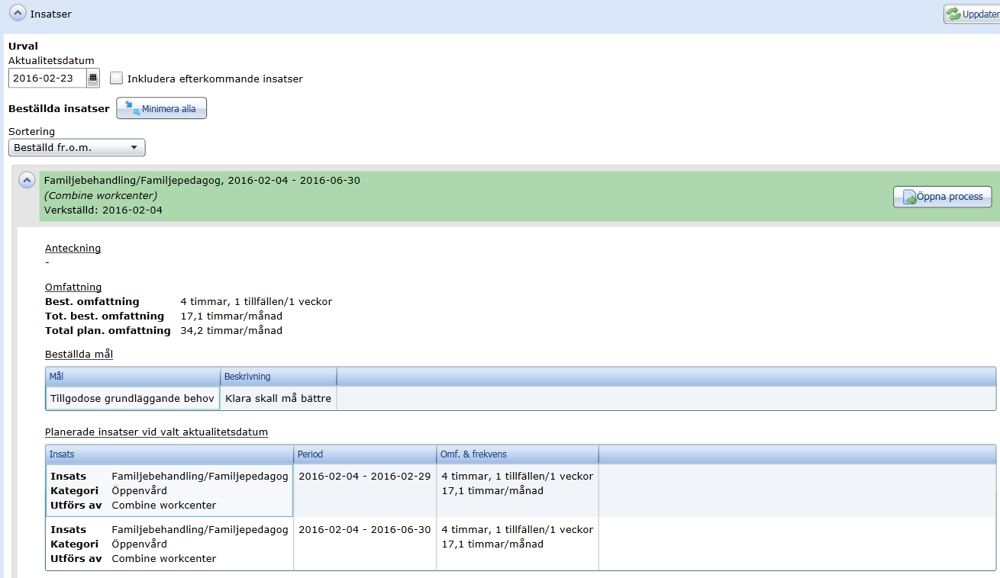 Insatser
Uppdater
Urval
Aktualitetsdatum
2016-02-23 Inkludera efterkommande insatser
Beställda insatser Minimera alla
Sortering
Beställd fr.o.m.
Familjebehandling/Familjepedagog, 2016-02-04 - 2016-06-30
(Combine workcenter)
Verkställd: 2016-02-04
Öppna process
Anteckning
-
Omfattning
Best. omfattning 4 timmar, 1 tillfällen/1 veckor
Tot. best. omfattning 17,1 timmar/månad
Total plan. omfattning 34,2 timmar/månad
Beställda mål
Mål Beskrivning
Tillgodose grundläggande behov Klara skall må bättre
Planerade insatser vid valt aktualitetsdatum
Insats Period Omf. & frekvens
Insats Familjebehandling/Familjepedagog 2016-02-04 - 2016-02-29 4 timmar, 1 tillfällen/1 veckor
Kategori Öppenvård 17,1 timmar/månad
Utförs av Combine workcenter
Insats Familjebehandling/Familjepedagog 2016-02-04 - 2016-06-30 4 timmar, 1 tillfällen/1 veckor
Kategori Öppenvård 17,1 timmar/månad
Utförs av Combine workcenter